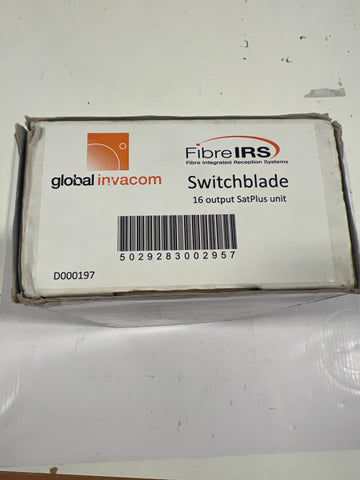 global invacom
FibreIRS
Fibre Integrated Reception Systems
Switchblade
16 output SatPlus unit
5029283002957
D000197